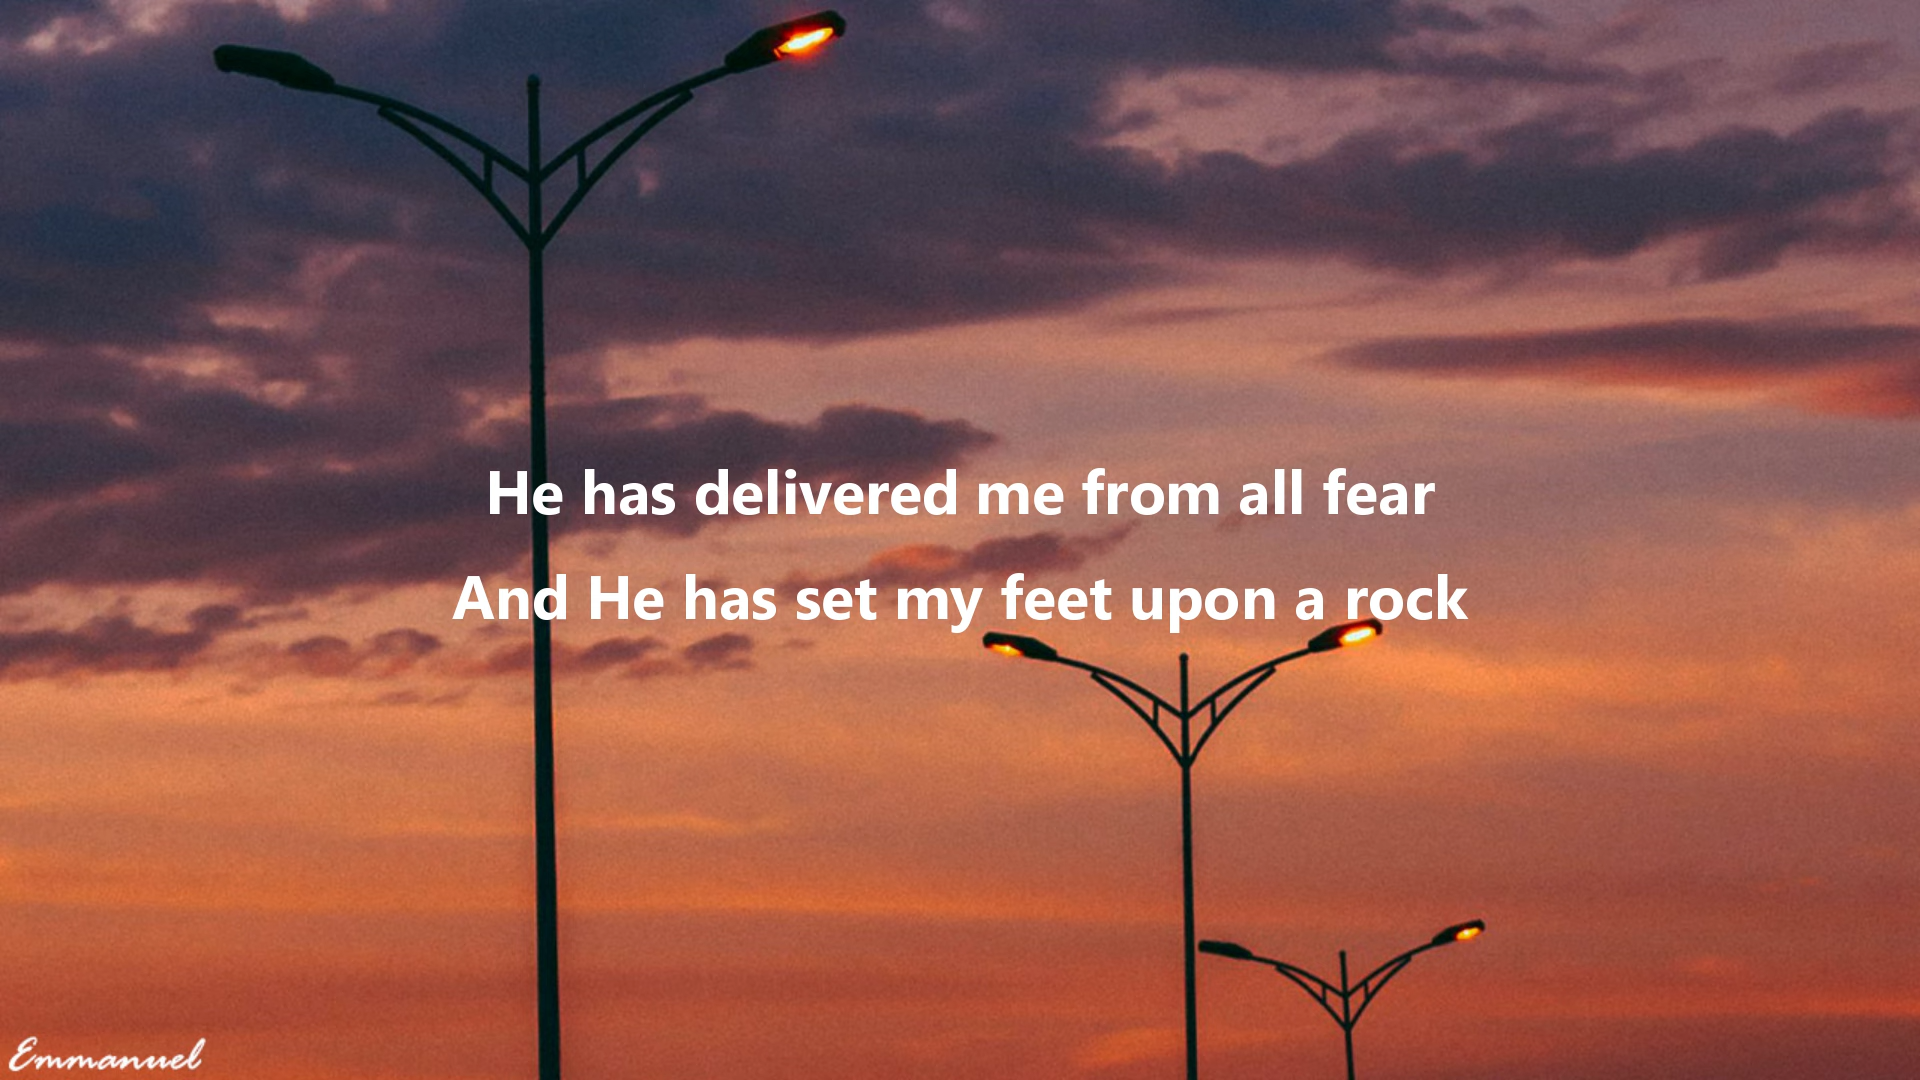 He has delivered me from all fear
And He has set my feet upon a rock
Emmanuel